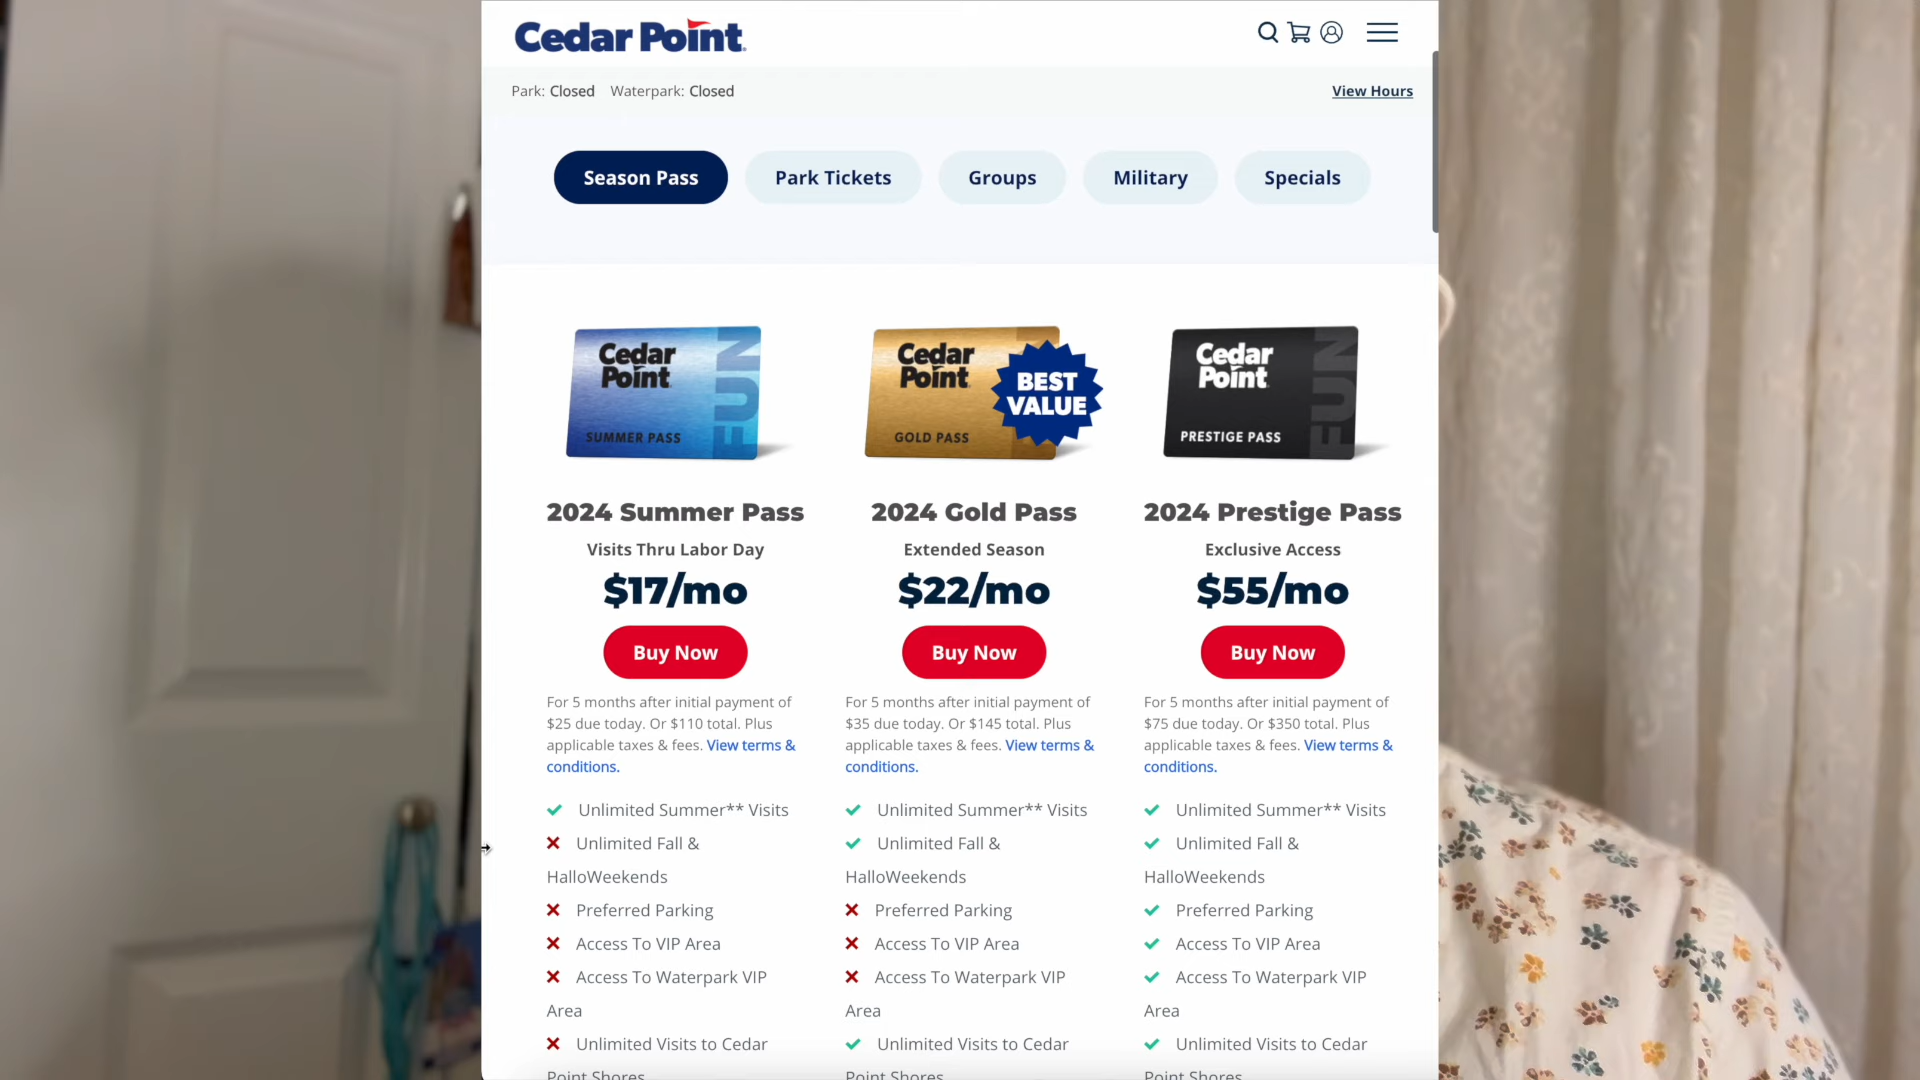 Cedar Point
Park: Closed Waterpark: Closed View Hours
Season Pass Park Tickets Groups Military Specials
Cedar
Point
FUN
SUMMER PASS
Cedar
Point
BEST
VALUE
GOLD PASS
Cedar
Point
FUN
PRESTIGE PASS
2024 Summer Pass
Visits Thru Labor Day
$17/mo
Buy Now
For 5 months after initial payment of
$25 due today. Or $110 total. Plus
applicable taxes & fees. View terms &
conditions.
Unlimited Summer** Visits
Unlimited Fall &
HalloWeekends
Preferred Parking
Access To VIP Area
Access To Waterpark VIP
Area
Unlimited Visits to Cedar
Point Shores
2024 Gold Pass
Extended Season
$22/mo
Buy Now
For 5 months after initial payment of
$35 due today. Or $145 total. Plus
applicable taxes & fees. View terms &
conditions.
Unlimited Summer** Visits
Unlimited Fall &
HalloWeekends
Preferred Parking
Access To VIP Area
Access To Waterpark VIP
Area
Unlimited Visits to Cedar
Point Shores
2024 Prestige Pass
Exclusive Access
$55/mo
Buy Now
For 5 months after initial payment of
$75 due today. Or $350 total. Plus
applicable taxes & fees. View terms &
conditions.
Unlimited Summer** Visits
Unlimited Fall &
HalloWeekends
Preferred Parking
Access To VIP Area
Access To Waterpark VIP
Area
Unlimited Visits to Cedar
Point Shores